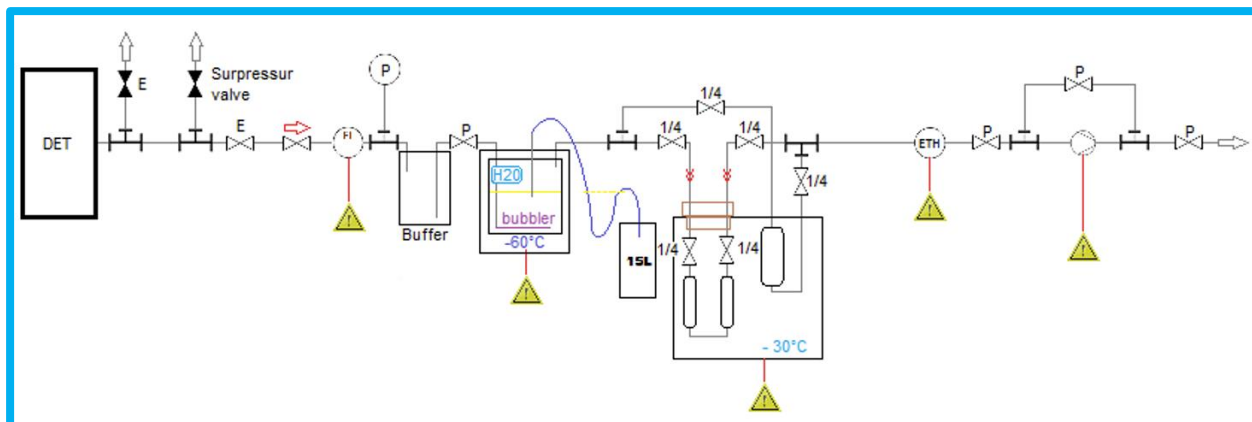 DET
E
Surpressur
valve
E
FI
P
Buffer
P
H20
bubbler
-60°C
15L
1/4
1/4
1/4
1/4
1/4
1/4
- 30°C
ETH
P
P
P
!
!
!
!
!